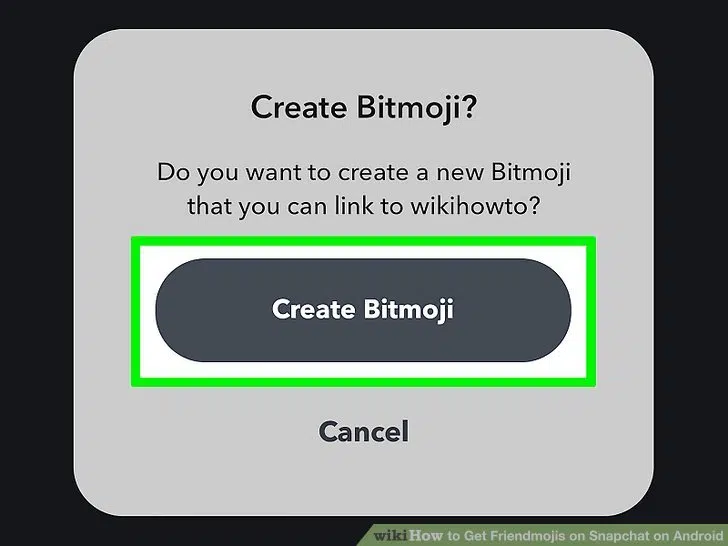 Create Bitmoji?
Do you want to create a new Bitmoji
that you can link to wikihowto?
Create Bitmoji
Cancel
wikiHow to Get Friendmojis on Snapchat on Android